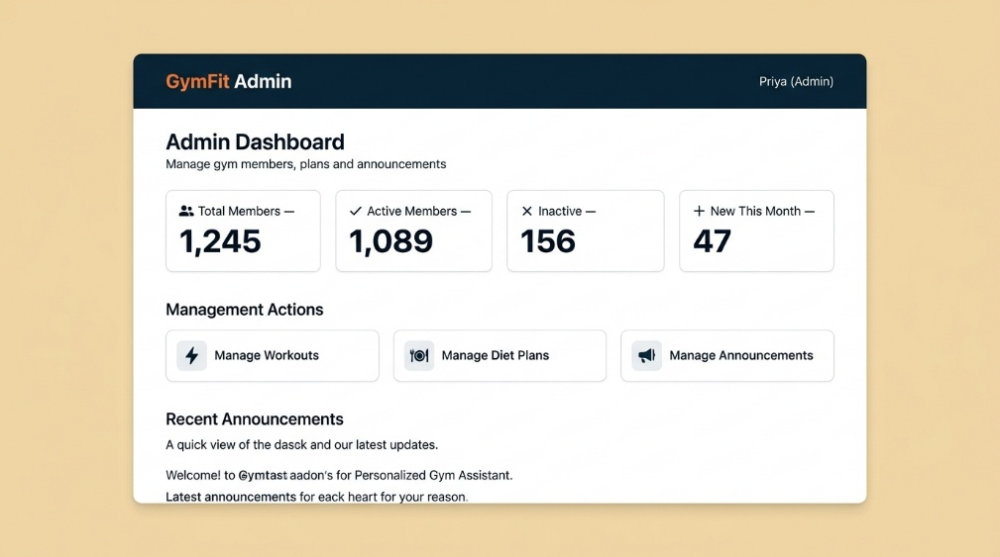 GymFit Admin
Priya (Admin)
Admin Dashboard
Manage gym members, plans and announcements
Total Members —
1,245
Active Members —
1,089
Inactive —
156
New This Month —
47
Management Actions
Manage Workouts
Manage Diet Plans
Manage Announcements
Recent Announcements
A quick view of the dasck and our latest updates.
Welcome! to Gymtast aadon's for Personalized Gym Assistant.
Latest announcements for eack heart for your reason.